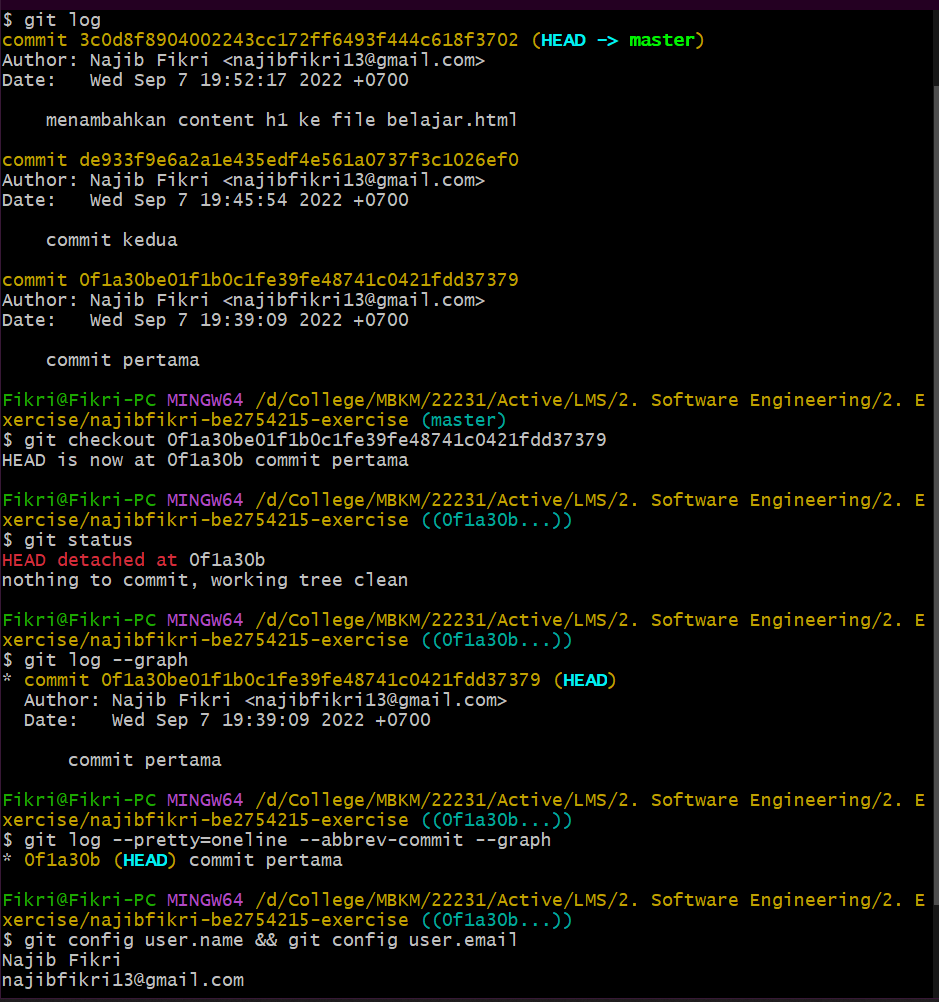 $ git log
commit 3c0d8f8904002243cc172ff6493f444c618f3702 (HEAD -> master)
Author: Najib Fikri <najibfikri13@gmail.com>
Date:   Wed Sep 7 19:52:17 2022 +0700

    menambahkan content h1 ke file belajar.html

commit de933f9e6a2a1e435edf4e561a0737f3c1026ef0
Author: Najib Fikri <najibfikri13@gmail.com>
Date:   Wed Sep 7 19:45:54 2022 +0700

    commit kedua

commit 0f1a30be01f1b0c1fe39fe48741c0421fdd37379
Author: Najib Fikri <najibfikri13@gmail.com>
Date:   Wed Sep 7 19:39:09 2022 +0700

    commit pertama

Fikri@Fikri-PC MINGW64 /d/College/MBKM/22231/Active/LMS/2. Software Engineering/2. E
xercise/najibfikri-be2754215-exercise (master)
$ git checkout 0f1a30be01f1b0c1fe39fe48741c0421fdd37379
HEAD is now at 0f1a30b commit pertama

Fikri@Fikri-PC MINGW64 /d/College/MBKM/22231/Active/LMS/2. Software Engineering/2. E
xercise/najibfikri-be2754215-exercise ((0f1a30b...))
$ git status
HEAD detached at 0f1a30b
nothing to commit, working tree clean

Fikri@Fikri-PC MINGW64 /d/College/MBKM/22231/Active/LMS/2. Software Engineering/2. E
xercise/najibfikri-be2754215-exercise ((0f1a30b...))
$ git log --graph
* commit 0f1a30be01f1b0c1fe39fe48741c0421fdd37379 (HEAD)
  Author: Najib Fikri <najibfikri13@gmail.com>
  Date:   Wed Sep 7 19:39:09 2022 +0700

      commit pertama

Fikri@Fikri-PC MINGW64 /d/College/MBKM/22231/Active/LMS/2. Software Engineering/2. E
xercise/najibfikri-be2754215-exercise ((0f1a30b...))
$ git log --pretty=oneline --abbrev-commit --graph
* 0f1a30b (HEAD) commit pertama

Fikri@Fikri-PC MINGW64 /d/College/MBKM/22231/Active/LMS/2. Software Engineering/2. E
xercise/najibfikri-be2754215-exercise ((0f1a30b...))
$ git config user.name && git config user.email
Najib Fikri
najibfikri13@gmail.com